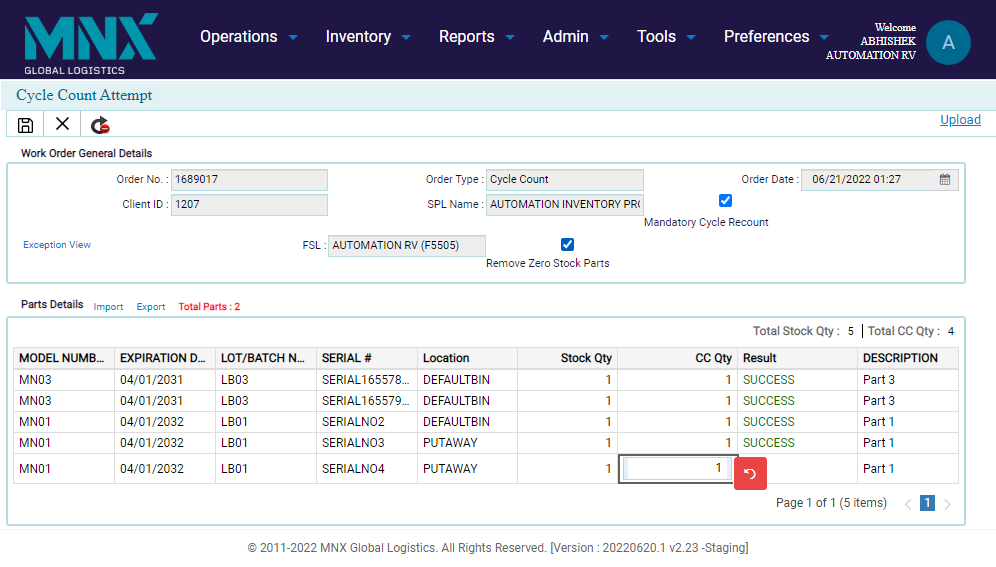 MNX
GLOBAL LOGISTICS
Operations Inventory Reports Admin Tools Preferences
Welcome
ABHISHEK
AUTOMATION RV
A
Cycle Count Attempt
Upload
Work Order General Details
Order No. : 1689017 Order Type : Cycle Count Order Date : 06/21/2022 01:27
Client ID : 1207 SPL Name : AUTOMATION INVENTORY PRO
Mandatory Cycle Recount
Exception View FSL : AUTOMATION RV (F5505)
Remove Zero Stock Parts
Parts Details Import Export Total Parts : 2
Total Stock Qty : 5 Total CC Qty : 4
MODEL NUMB... EXPIRATION D... LOT/BATCH N... SERIAL # Location Stock Qty CC Qty Result DESCRIPTION
MN03 04/01/2031 LB03 SERIAL165578... DEFAULTBIN 1 1 SUCCESS Part 3
MN03 04/01/2031 LB03 SERIAL165579... DEFAULTBIN 1 1 SUCCESS Part 3
MN01 04/01/2032 LB01 SERIALNO2 DEFAULTBIN 1 1 SUCCESS Part 1
MN01 04/01/2032 LB01 SERIALNO3 PUTAWAY 1 1 SUCCESS Part 1
MN01 04/01/2032 LB01 SERIALNO4 PUTAWAY 1 1 Part 1
Page 1 of 1 (5 items) 1
© 2011-2022 MNX Global Logistics. All Rights Reserved. [Version : 20220620.1 v2.23 -Staging]